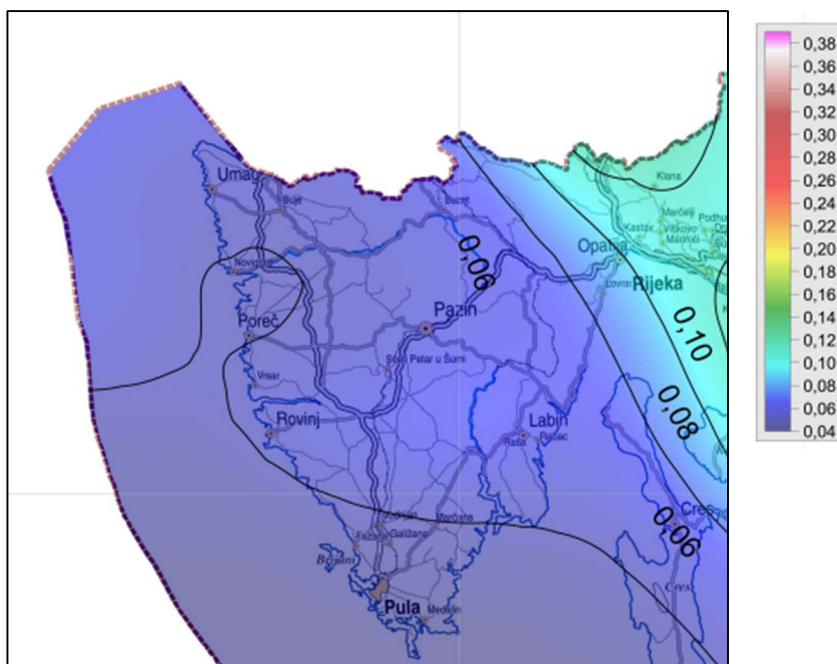 Klana
Umag
Buje
Buzet
Marčelji
Kastav
Viškovo
Marinići
Opatija
0,06
Novigrad
Lovran
Rijeka
Pazin
Poreč
0,10
Sveti Petar u Šumi
Vrsar
0,08
Rovinj
Labin
Raša
Rabac
Cres
0,06
Vodnjan
Marčana
Fažana
Galižano
Brijuni
Cres
Pula
Medulin
0,38
0,36
0,34
0,32
0,30
0,28
0,26
0,24
0,22
0,20
0,18
0,16
0,14
0,12
0,10
0,08
0,06
0,04